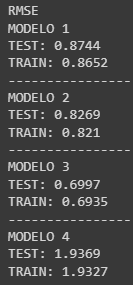 RMSE
MODELO 1
TEST: 0.8744
TRAIN: 0.8652
-----------------
MODELO 2
TEST: 0.8269
TRAIN: 0.821
-----------------
MODELO 3
TEST: 0.6997
TRAIN: 0.6935
-----------------
MODELO 4
TEST: 1.9369
TRAIN: 1.9327